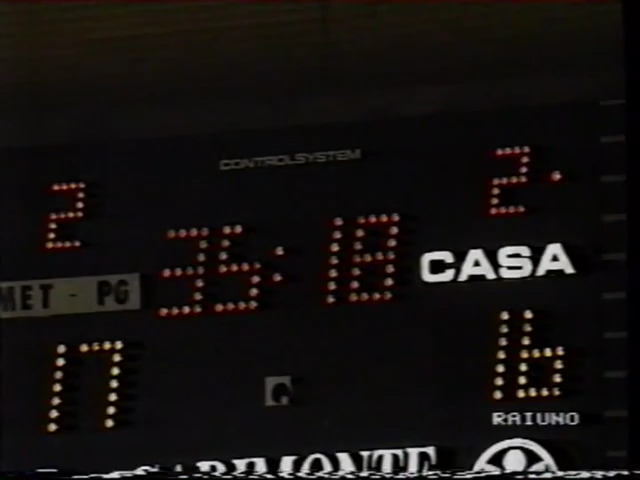 CONTROLSYSTEM
2 2.
35:18
MET - PG CASA
17 16
RAIUNO